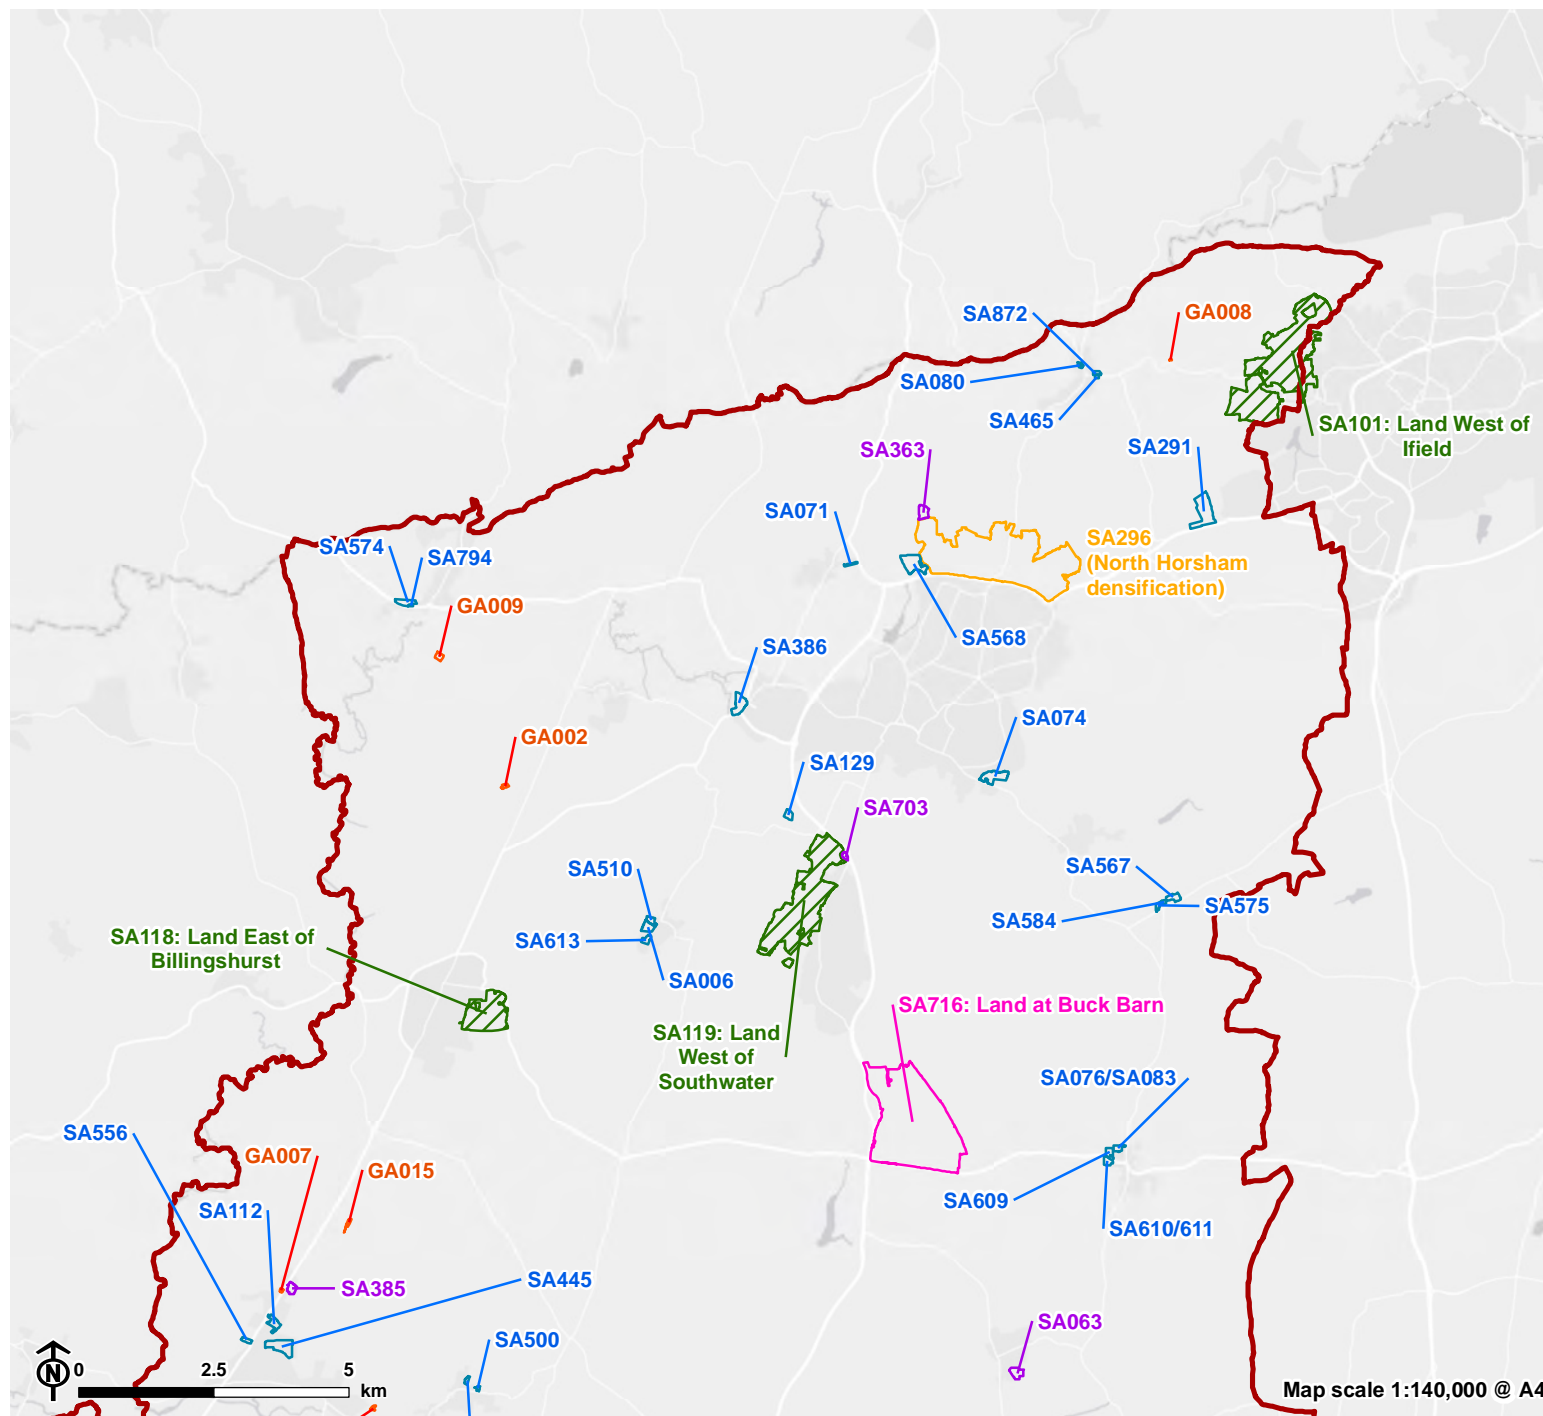 SA872
GA008
SA080
SA465
SA101: Land West of
Ifield
SA363
SA291
SA071
SA296
(North Horsham
densification)
SA574
SA794
GA009
SA568
SA386
SA074
GA002
SA129
SA703
SA510
SA567
SA584
SA575
SA118: Land East of
Billingshurst
SA613
SA006
SA716: Land at Buck Barn
SA119: Land
West of
Southwater
SA076/SA083
SA556
GA007
GA015
SA112
SA609
SA610/611
SA385
SA445
SA063
SA500
N
0 2.5 5
km
Map scale 1:140,000 @ A4